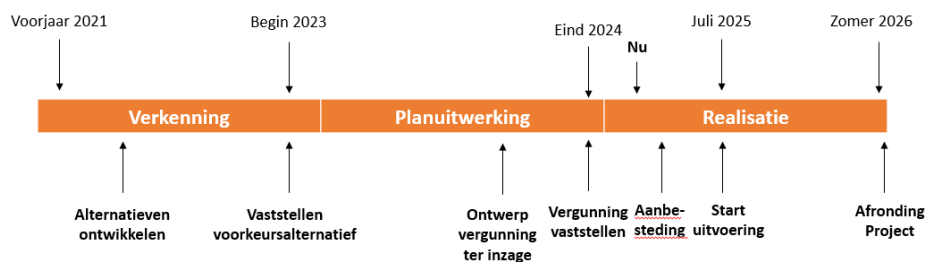 Voorjaar 2021
Begin 2023
Eind 2024
Nu
Juli 2025
Zomer 2026
Verkenning
Planuitwerking
Realisatie
Alternatieven
ontwikkelen
Vaststellen
voorkeursalternatief
Ontwerp
vergunning
ter inzage
Vergunning
vaststellen
Aanbe-
steding
Start
uitvoering
Afronding
Project